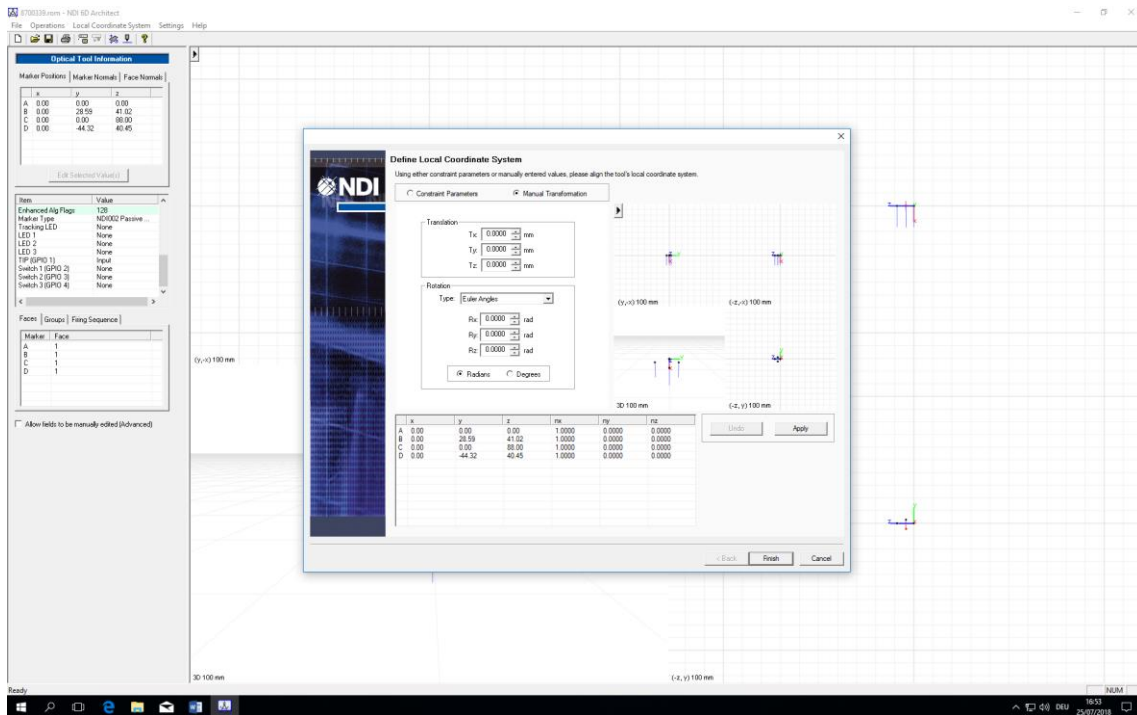 8700339.rom - NDI 6D Architect
File Operations Local Coordinate System Settings Help
Optical Tool Information
Marker Positions Marker Normals Face Normals
x y z
A 0.00 0.00 0.00
B 0.00 28.59 41.02
C 0.00 0.00 88.00
D 0.00 -44.32 40.45
Edit Selected Value(s)
Item Value
Enhanced Alg Flags 128
Marker Type NDI002 Passive ...
Tracking LED None
LED 1 None
LED 2 None
LED 3 None
TIP (GPIO 1) Input
Switch 1 (GPIO 2) None
Switch 2 (GPIO 3) None
Switch 3 (GPIO 4) None
Faces Groups Firing Sequence
Marker Face
A 1
B 1
C 1
D 1
Allow fields to be manually edited (Advanced)
(y,-x) 100 mm
3D 100 mm
(-z, y) 100 mm
NDI
Define Local Coordinate System
Using either constraint parameters or manually entered values, please align the tool's local coordinate system.
Constraint Parameters Manual Transformation
Translation
Tx: 0.0000 mm
Ty: 0.0000 mm
Tz: 0.0000 mm
Rotation
Type: Euler Angles
Rx: 0.0000 rad
Ry: 0.0000 rad
Rz: 0.0000 rad
Radians Degrees
(y,-x) 100 mm (-z,-x) 100 mm
3D 100 mm (-z, y) 100 mm
x y z nx ny nz
A 0.00 0.00 0.00 1.0000 0.0000 0.0000
B 0.00 28.59 41.02 1.0000 0.0000 0.0000
C 0.00 0.00 88.00 1.0000 0.0000 0.0000
D 0.00 -44.32 40.45 1.0000 0.0000 0.0000
Undo Apply
< Back Finish Cancel
Ready NUM
DEU 16:53
25/07/2018